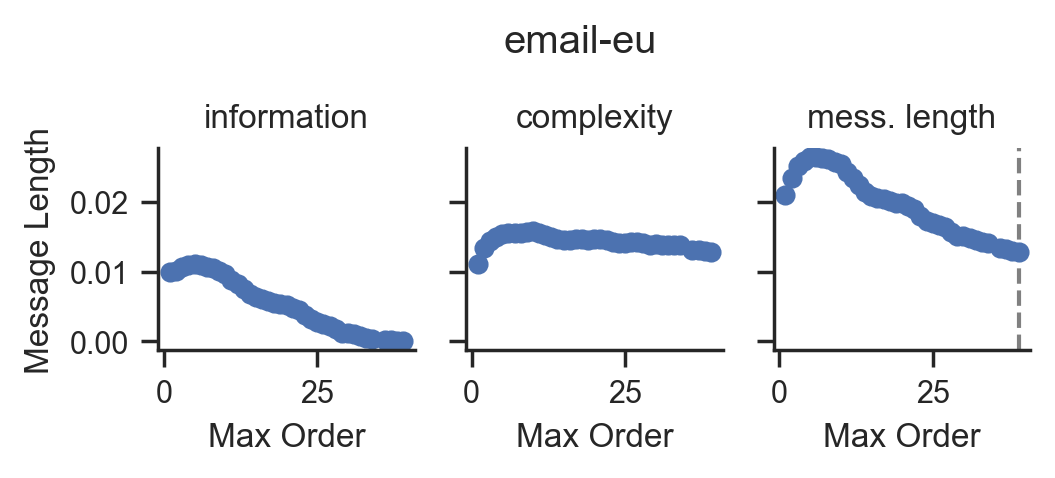 email-eu
information
complexity
mess. length
Message Length
0.02
0.01
0.00
0
25
0
25
0
25
Max Order
Max Order
Max Order